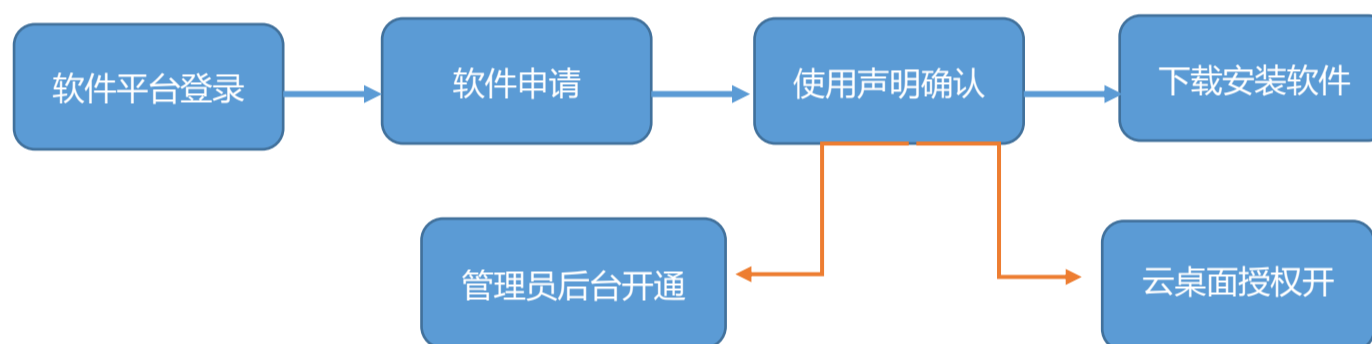 软件平台登录
软件申请
使用声明确认
下载安装软件
管理员后台开通
云桌面授权开